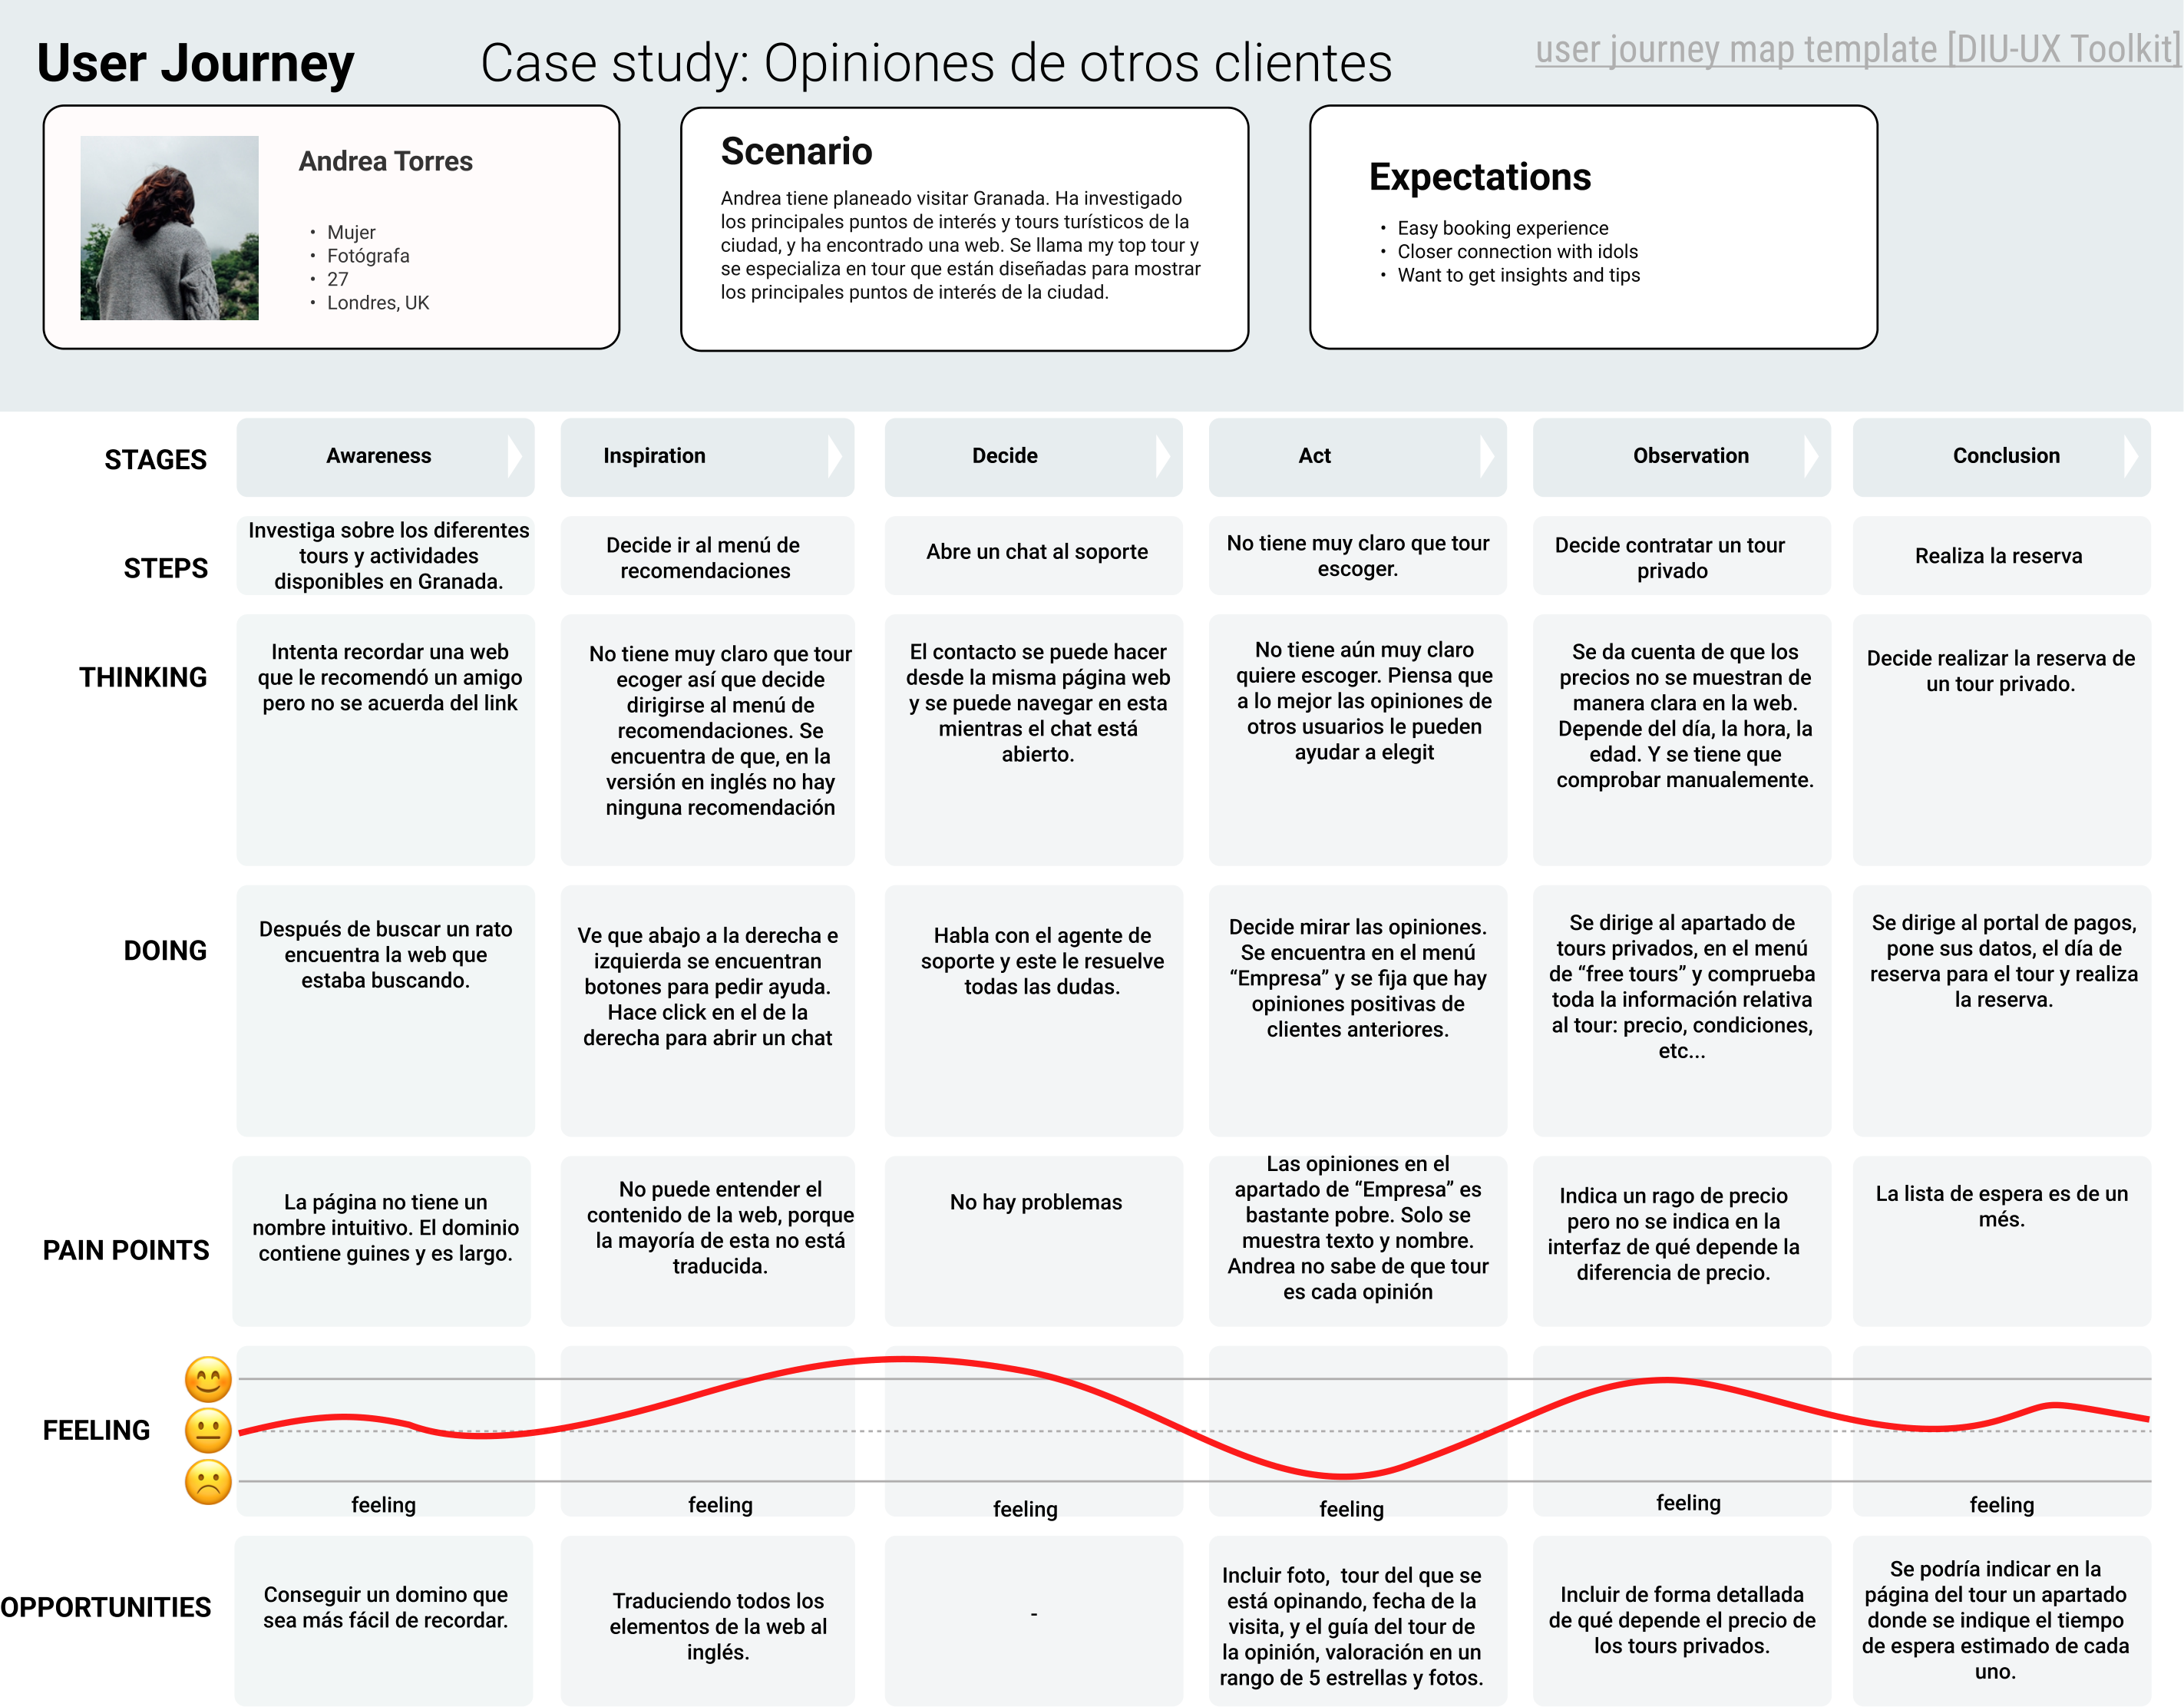 User Journey
Case study: Opiniones de otros clientes
user journey map template [DIU-UX Toolkit]
Andrea Torres
• Mujer
• Fotógrafa
• 27
• Londres, UK
Scenario
Andrea tiene planeado visitar Granada. Ha investigado
los principales puntos de interés y tours turísticos de la
ciudad, y ha encontrado una web. Se llama my top tour y
se especializa en tour que están diseñadas para mostrar
los principales puntos de interés de la ciudad.
Expectations
• Easy booking experience
• Closer connection with idols
• Want to get insights and tips
STAGES
Awareness
Inspiration
Decide
Act
Observation
Conclusion
STEPS
Investiga sobre los diferentes
tours y actividades
disponibles en Granada.
Decide ir al menú de
recomendaciones
Abre un chat al soporte
No tiene muy claro que tour
escoger.
Decide contratar un tour
privado
Realiza la reserva
THINKING
Intenta recordar una web
que le recomendó un amigo
pero no se acuerda del link
No tiene muy claro que tour
ecoger así que decide
dirigirse al menú de
recomendaciones. Se
encuentra de que, en la
versión en inglés no hay
ninguna recomendación
El contacto se puede hacer
desde la misma página web
y se puede navegar en esta
mientras el chat está
abierto.
No tiene aún muy claro
quiere escoger. Piensa que
a lo mejor las opiniones de
otros usuarios le pueden
ayudar a elegit
Se da cuenta de que los
precios no se muestran de
manera clara en la web.
Depende del día, la hora, la
edad. Y se tiene que
comprobar manualemente.
Decide realizar la reserva de
un tour privado.
DOING
Después de buscar un rato
encuentra la web que
estaba buscando.
Ve que abajo a la derecha e
izquierda se encuentran
botones para pedir ayuda.
Hace click en el de la
derecha para abrir un chat
Habla con el agente de
soporte y este le resuelve
todas las dudas.
Decide mirar las opiniones.
Se encuentra en el menú
“Empresa” y se fija que hay
opiniones positivas de
clientes anteriores.
Se dirige al apartado de
tours privados, en el menú
de “free tours” y comprueba
toda la información relativa
al tour: precio, condiciones,
etc...
Se dirige al portal de pagos,
pone sus datos, el día de
reserva para el tour y realiza
la reserva.
PAIN POINTS
La página no tiene un
nombre intuitivo. El dominio
contiene guines y es largo.
No puede entender el
contenido de la web, porque
la mayoría de esta no está
traducida.
No hay problemas
Las opiniones en el
apartado de “Empresa” es
bastante pobre. Solo se
muestra texto y nombre.
Andrea no sabe de que tour
es cada opinión
Indica un rago de precio
pero no se indica en la
interfaz de qué depende la
diferencia de precio.
La lista de espera es de un
més.
FEELING
feeling
feeling
feeling
feeling
feeling
feeling
OPPORTUNITIES
Conseguir un domino que
sea más fácil de recordar.
Traduciendo todos los
elementos de la web al
inglés.
-
Incluir foto, tour del que se
está opinando, fecha de la
visita, y el guía del tour de
la opinión, valoración en un
rango de 5 estrellas y fotos.
Incluir de forma detallada
de qué depende el precio de
los tours privados.
Se podría indicar en la
página del tour un apartado
donde se indique el tiempo
de espera estimado de cada
uno.